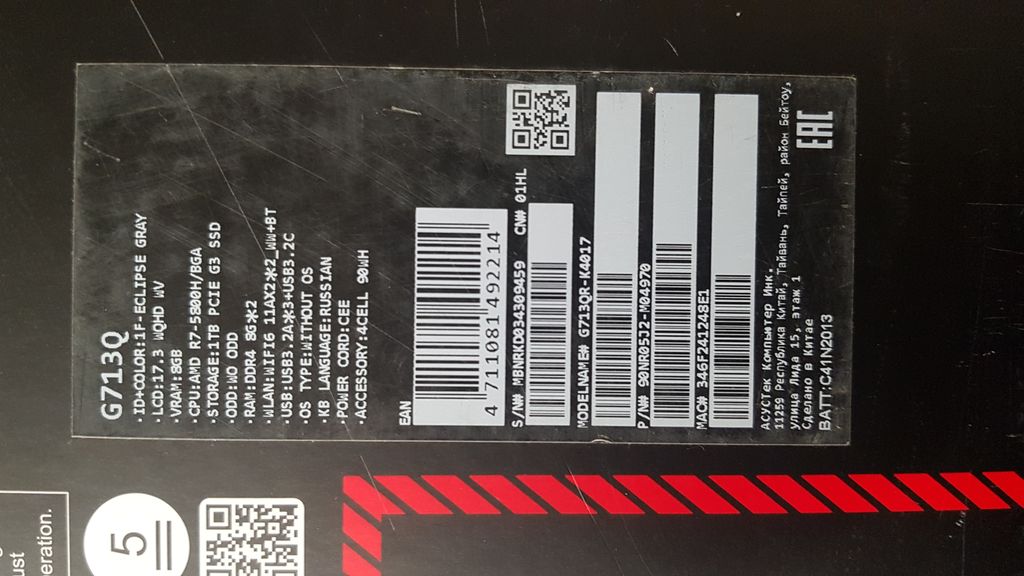 G713Q
·ID+COLOR:1F-ECLIPSE GRAY
·LCD:17.3 WQHD WV
·VRAM:8GB
·CPU:AMD R7-5800H/BGA
·STORAGE:1TB PCIE G3 SSD
·ODD:WO ODD
·RAM:DDR4 8G*2
·WLAN:WIFI6 11AX2*2_WW+BT
·USB:USB3.2A*3+USB3.2C
·OS TYPE:WITHOUT OS
·KB LANGUAGE:RUSSIAN
·POWER CORD:CEE
·ACCESSORY:4CELL 90WH
EAN
4 711081 492214
S/N# MBNRKD034309459 CN# 01HL
MODELNAME# G713QR-K4017
P/N# 90NR0532-M04970
MAC# 346F241248E1
АСУСтек Компьютер Инк.
11259 Республика Китай, Тайвань, Тайпей, район Бейтоу,
улица Лиде 15, этаж 1
Сделано в Китае
BATT:C41N2013
EAC
5
ust
eration.